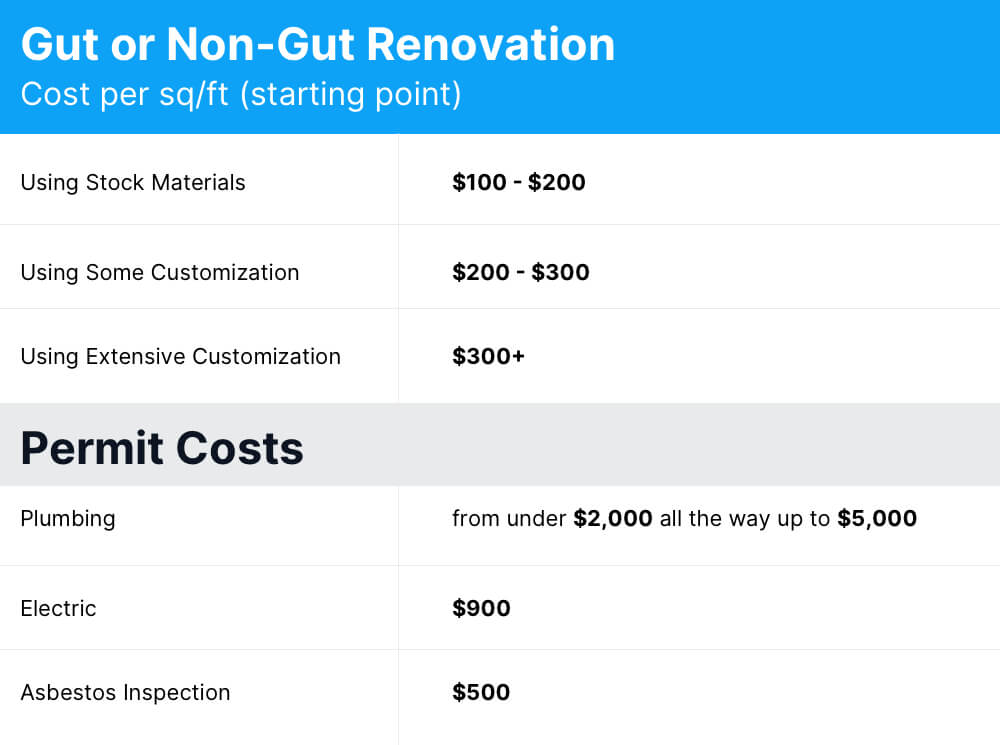 Gut or Non-Gut Renovation
Cost per sq/ft (starting point)
Using Stock Materials $100 - $200
Using Some Customization $200 - $300
Using Extensive Customization $300+
Permit Costs
Plumbing from under $2,000 all the way up to $5,000
Electric $900
Asbestos Inspection $500